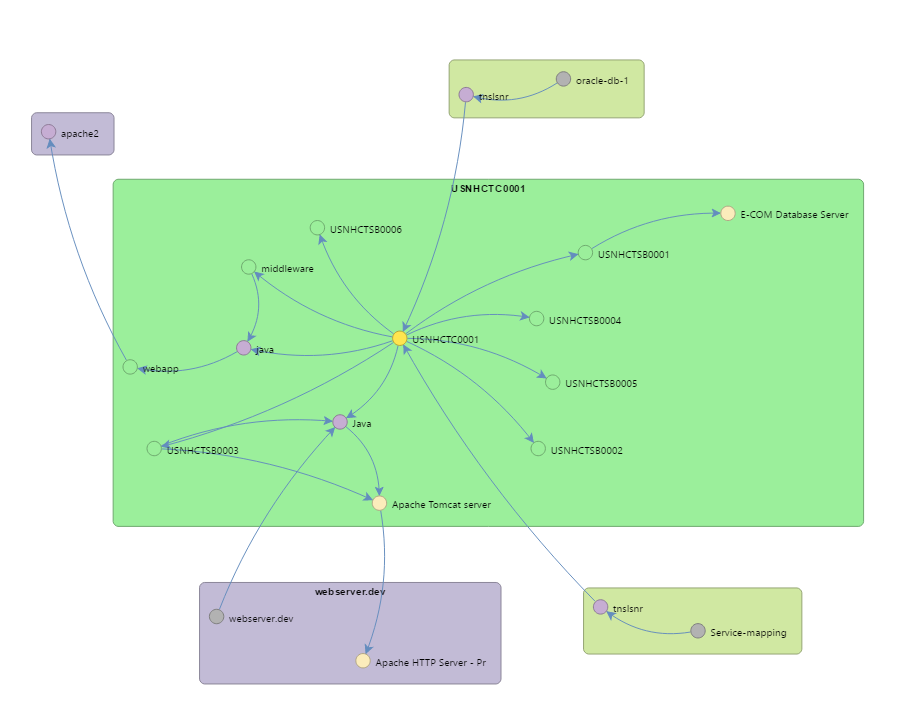 oracle-db-1
tnslsnr
apache2
USNHCTC0001
E-COM Database Server
USNHCTSB0006
USNHCTSB0001
middleware
USNHCTSB0004
USNHCTC0001
java
webapp
USNHCTSB0005
Java
USNHCTSB0003
USNHCTSB0002
Apache Tomcat server
webserver.dev
tnslsnr
webserver.dev
Service-mapping
Apache HTTP Server - Pr